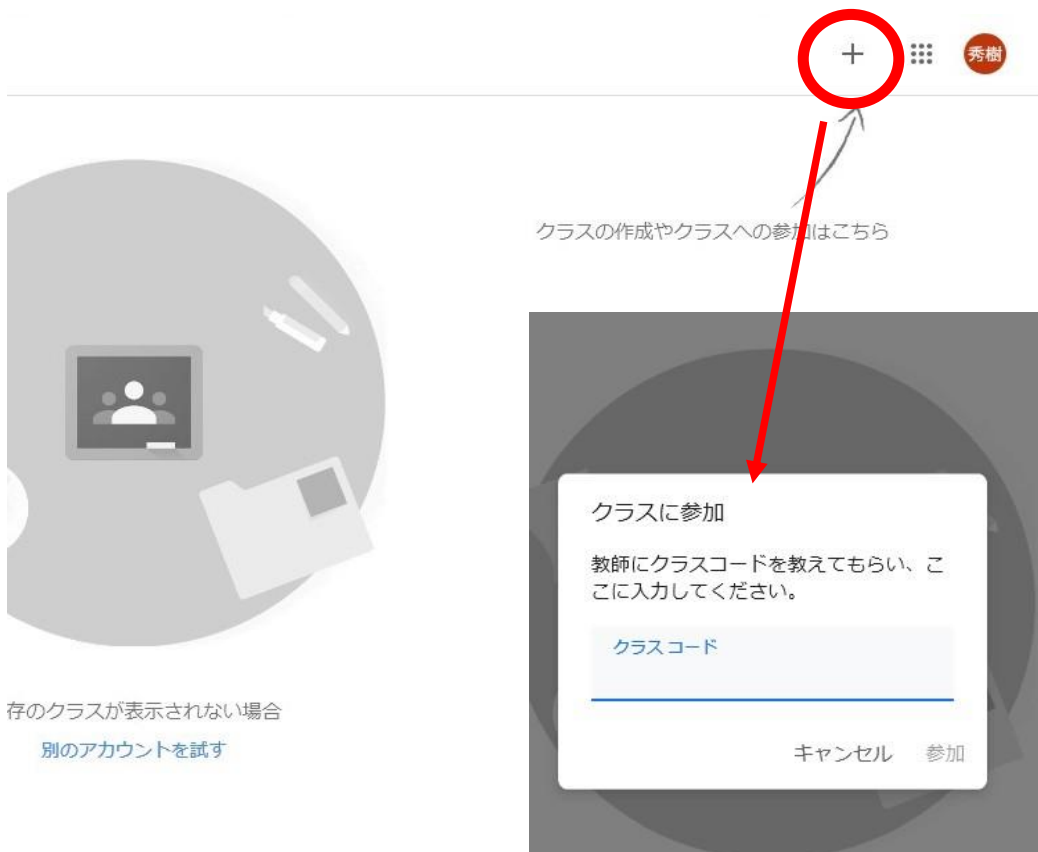 秀樹
クラスの作成やクラスへの参加はこちら
クラスに参加
教師にクラスコードを教えてもらい、こ
こに入力してください。
クラス コード
キャンセル 参加
存のクラスが表示されない場合
別のアカウントを試す